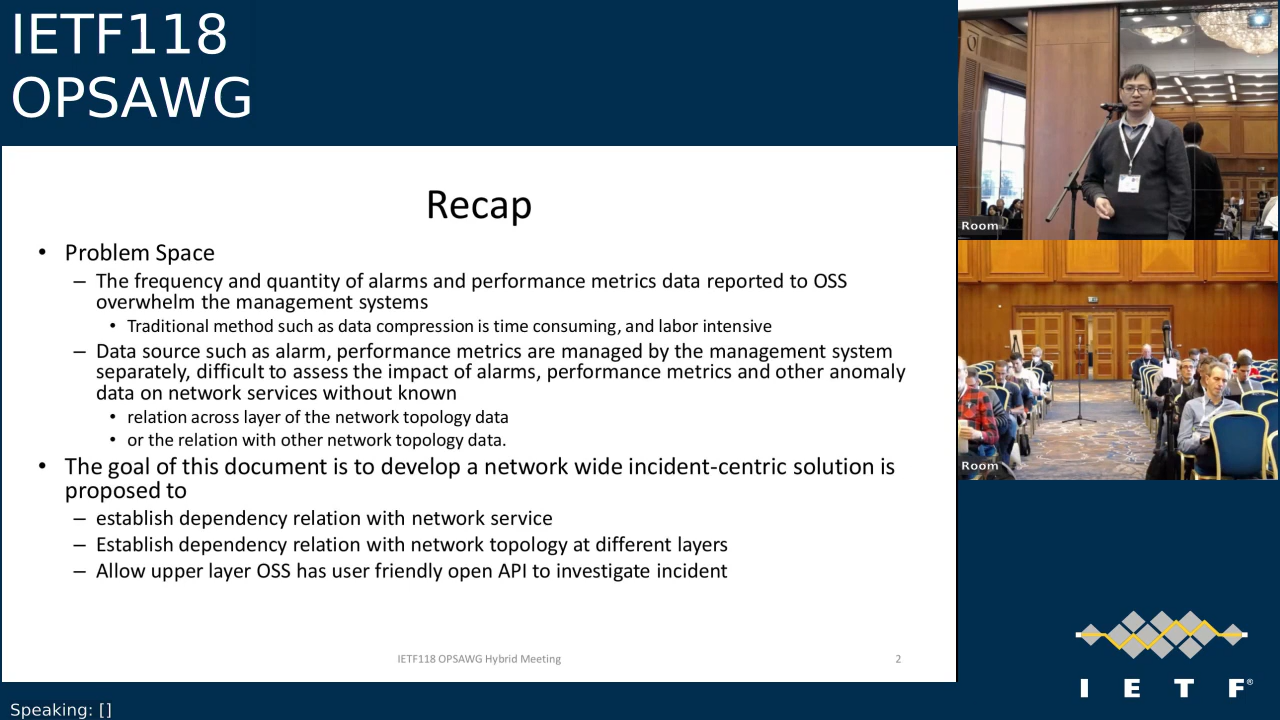 IETF118
OPSAWG
Recap
• Problem Space
– The frequency and quantity of alarms and performance metrics data reported to OSS
overwhelm the management systems
• Traditional method such as data compression is time consuming, and labor intensive
– Data source such as alarm, performance metrics are managed by the management system
separately, difficult to assess the impact of alarms, performance metrics and other anomaly
data on network services without known
• relation across layer of the network topology data
• or the relation with other network topology data.
• The goal of this document is to develop a network wide incident-centric solution is
proposed to
– establish dependency relation with network service
– Establish dependency relation with network topology at different layers
– Allow upper layer OSS has user friendly open API to investigate incident
IETF118 OPSAWG Hybrid Meeting
2
Room
Room
I E T F®
Speaking: []